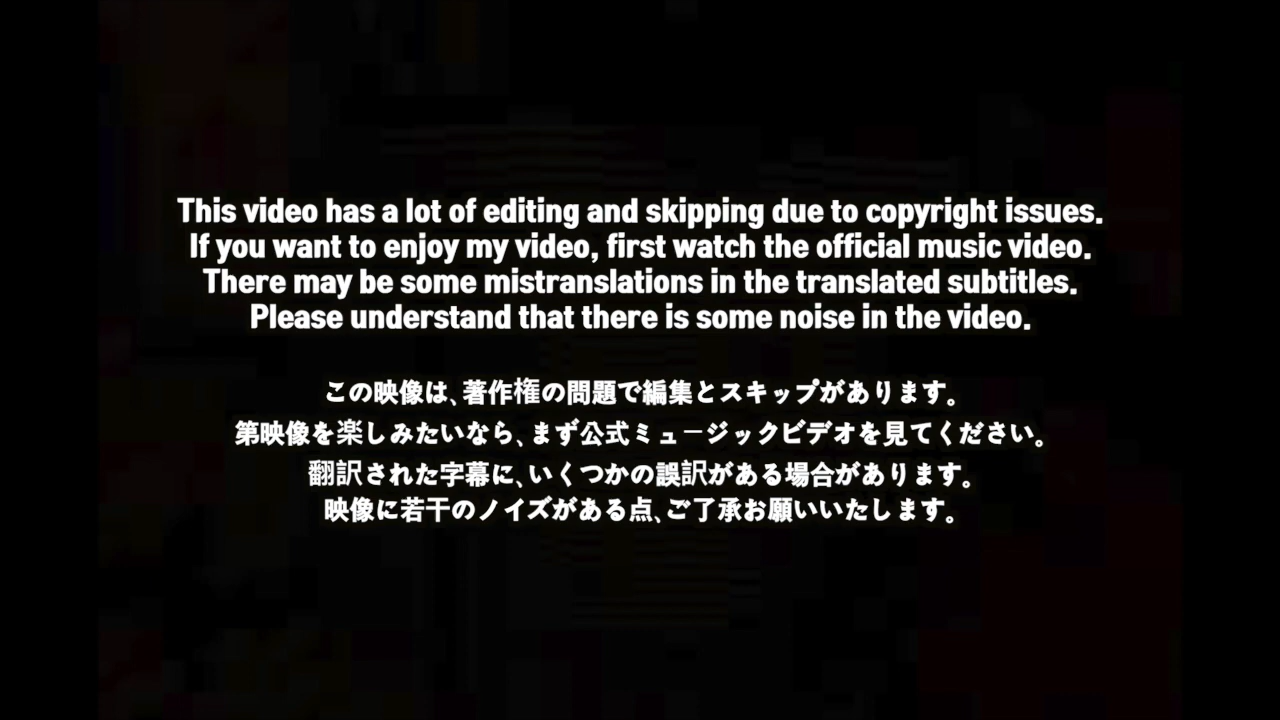 This video has a lot of editing and skipping due to copyright issues.
If you want to enjoy my video, first watch the official music video.
There may be some mistranslations in the translated subtitles.
Please understand that there is some noise in the video.
この映像は、著作権の問題で編集とスキップがあります。
第映像を楽しみたいなら、まず公式ミュージックビデオを見てください。
翻訳された字幕に、いくつかの誤訳がある場合があります。
映像に若干のノイズがある点、ご了承お願いいたします。